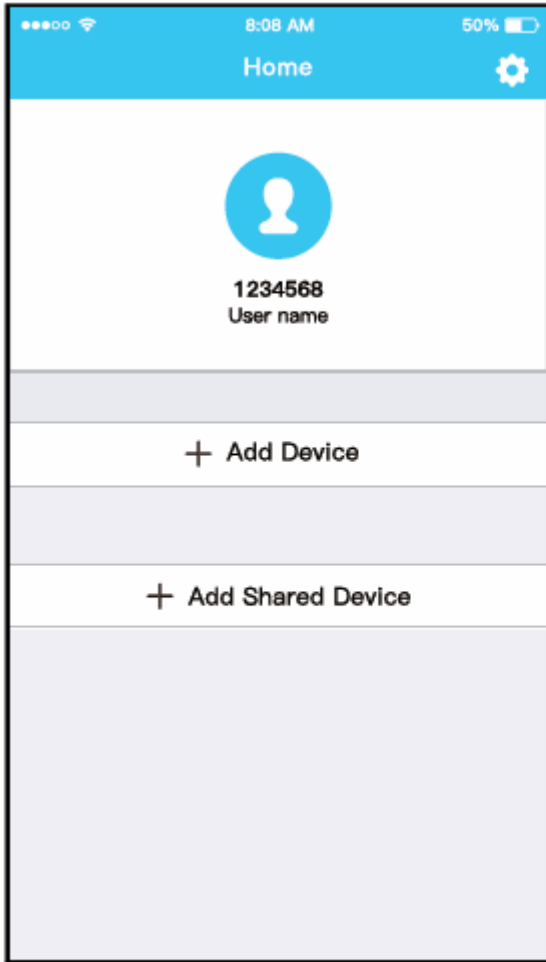 8:08 AM
50%
Home
1234568
User name
+ Add Device
+ Add Shared Device